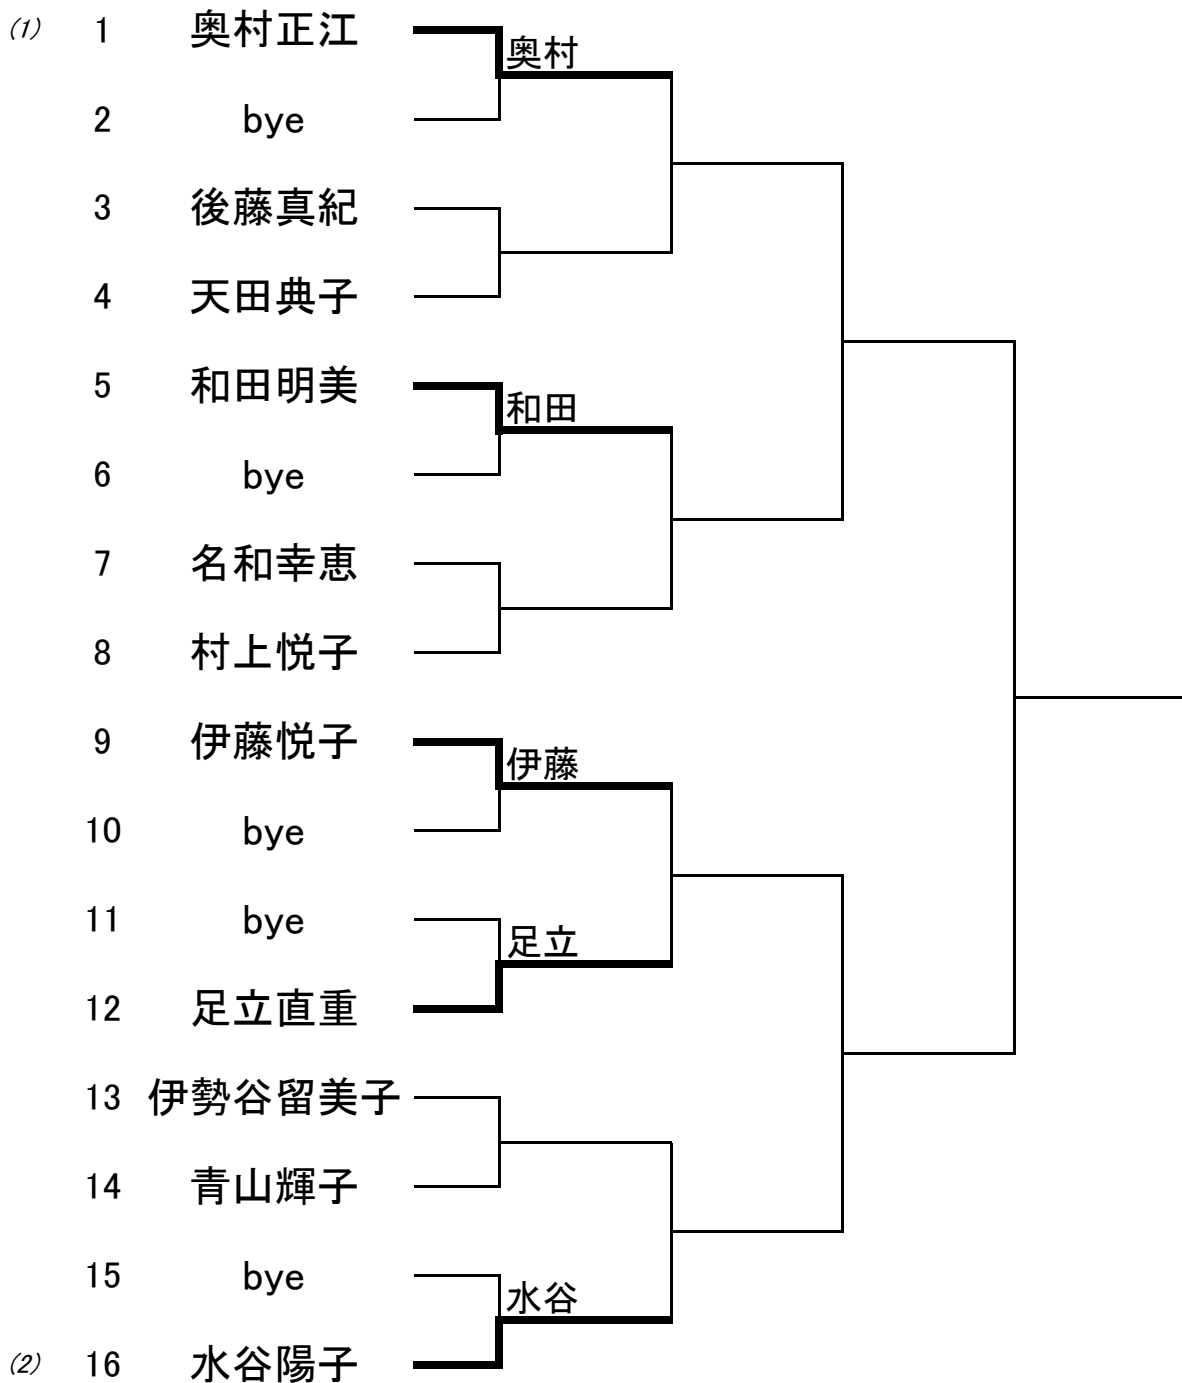 (1) 1 奥村正江
奥村
2 bye
3 後藤真紀
4 天田典子
5 和田明美
和田
6 bye
7 名和幸恵
8 村上悦子
9 伊藤悦子
伊藤
10 bye
11 bye
足立
12 足立直重
13 伊勢谷留美子
14 青山輝子
15 bye
水谷
(2) 16 水谷陽子